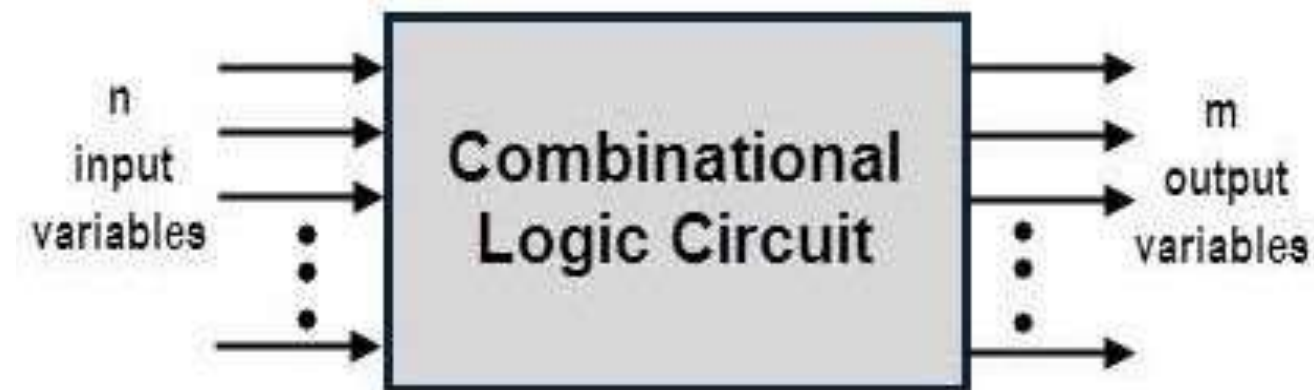 n
input
variables
Combinational
Logic Circuit
m
output
variables